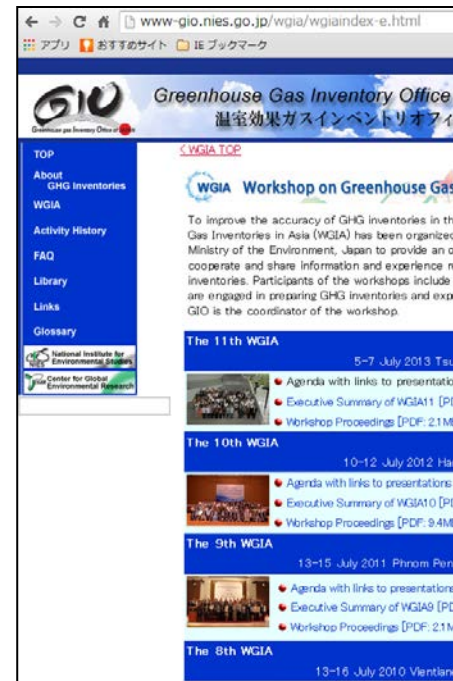 www-gio.nies.go.jp/wgia/wgiaindex-e.html
アプリ おすすめサイト IE ブックマーク
GIO
Greenhouse Gas Inventory Office
温室効果ガスインベントリオフィ
Greenhouse gas Inventory Office of Japan
TOP
About
GHG Inventories
WGIA
Activity History
FAQ
Library
Links
Glossary
National Institute for
Environmental Studies
Center for Global
Environmental Research
< WGIA TOP
WGIA Workshop on Greenhouse Gas
To improve the accuracy of GHG inventories in th
Gas Inventories in Asia (WGIA) has been organized
Ministry of the Environment, Japan to provide an o
cooperate and share information and experience r
inventories. Participants of the workshops include
are engaged in preparing GHG inventories and exp
GIO is the coordinator of the workshop.
The 11th WGIA
5-7 July 2013 Tsu
Agenda with links to presentatio
Executive Summary of WGIA11 [PD
Workshop Proceedings [PDF: 2.1MB
The 10th WGIA
10-12 July 2012 Ha
Agenda with links to presentations
Executive Summary of WGIA10 [PD
Workshop Proceedings [PDF: 9.4MB
The 9th WGIA
13-15 July 2011 Phnom Pen
Agenda with links to presentations
Executive Summary of WGIA9 [PD
Workshop Proceedings [PDF: 2.1M
The 8th WGIA
13-16 July 2010 Vientiane